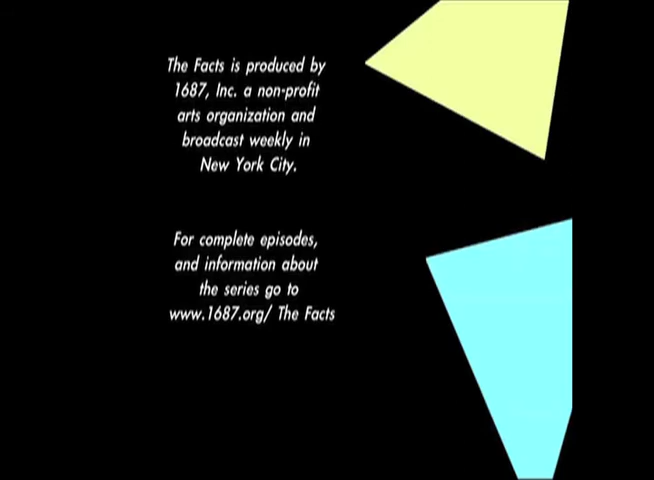 The Facts is produced by
1687, Inc. a non-profit
arts organization and
broadcast weekly in
New York City.
For complete episodes,
and information about
the series go to
www.1687.org/ The Facts